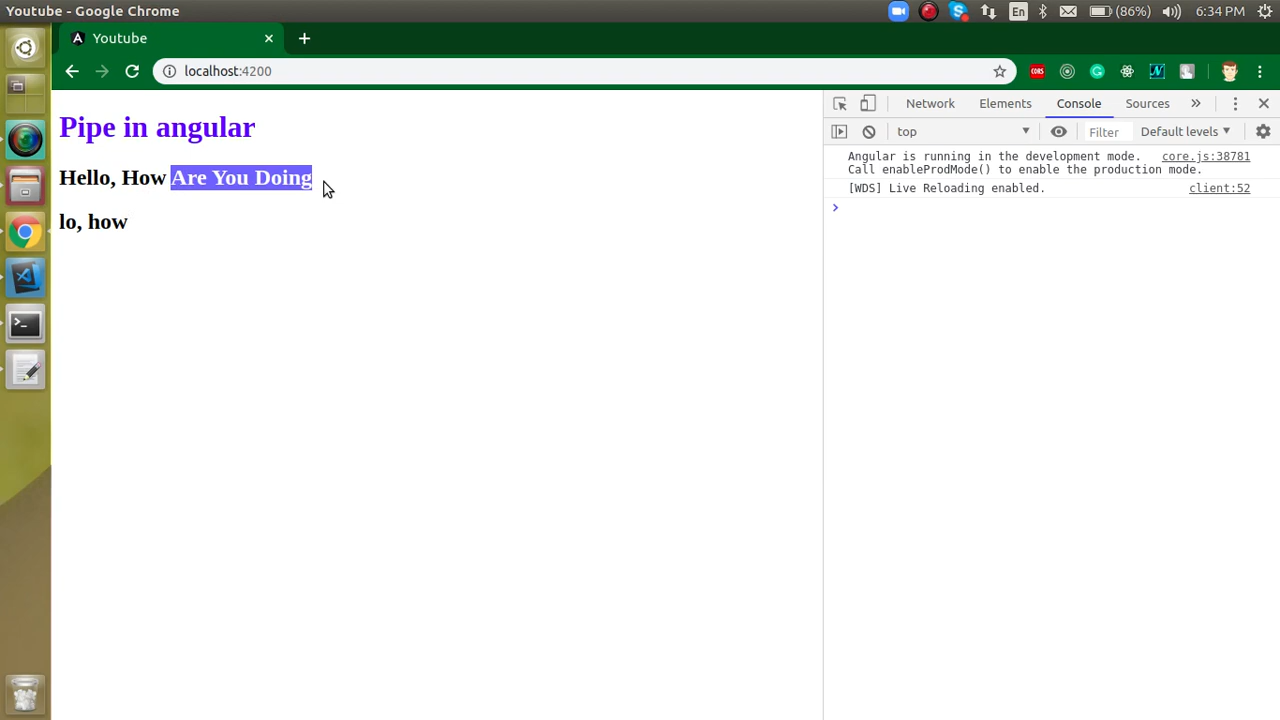 Youtube - Google Chrome
En
(86%)
6:34 PM
Youtube
localhost:4200
CORS
Pipe in angular
Hello, How Are You Doing
lo, how
Network Elements Console Sources
top Filter Default levels
Angular is running in the development mode. core.js:38781
Call enableProdMode() to enable the production mode.
[WDS] Live Reloading enabled. client:52